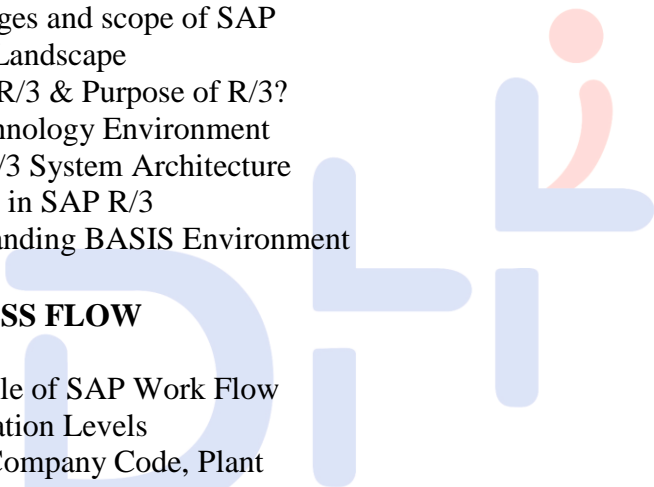 ges and scope of SAP
Landscape
R/3 & Purpose of R/3?
hnology Environment
/3 System Architecture
in SAP R/3
anding BASIS Environment
SS FLOW
le of SAP Work Flow
ation Levels
Company Code, Plant